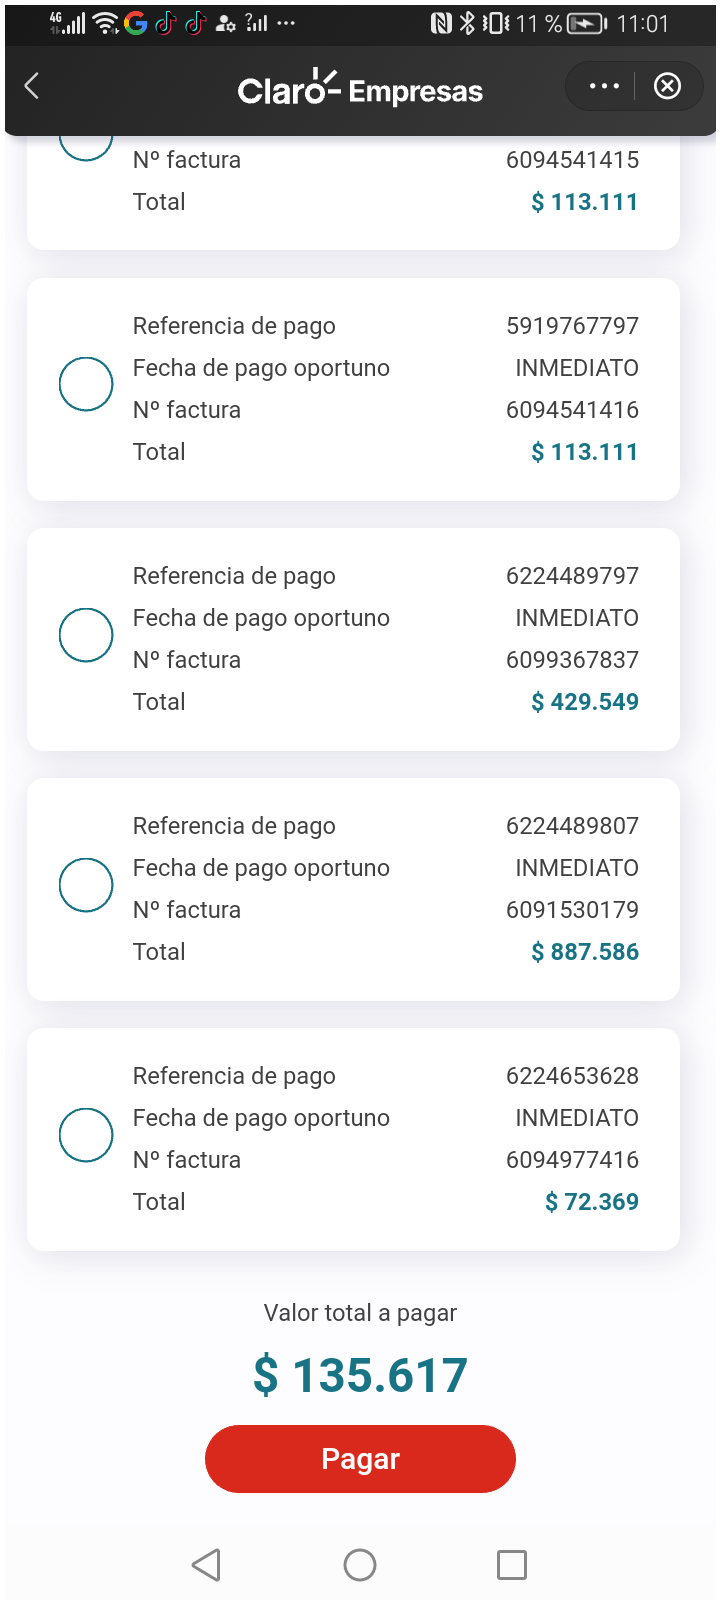 4G ? 11 % 11:01
Claro- Empresas
Nº factura 6094541415
Total $ 113.111
Referencia de pago 5919767797
Fecha de pago oportuno INMEDIATO
Nº factura 6094541416
Total $ 113.111
Referencia de pago 6224489797
Fecha de pago oportuno INMEDIATO
Nº factura 6099367837
Total $ 429.549
Referencia de pago 6224489807
Fecha de pago oportuno INMEDIATO
Nº factura 6091530179
Total $ 887.586
Referencia de pago 6224653628
Fecha de pago oportuno INMEDIATO
Nº factura 6094977416
Total $ 72.369
Valor total a pagar
$ 135.617
Pagar